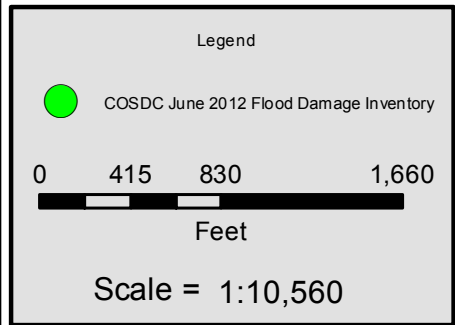 Legend
COSDC June 2012 Flood Damage Inventory
0 415 830 1,660
Feet
Scale = 1:10,560